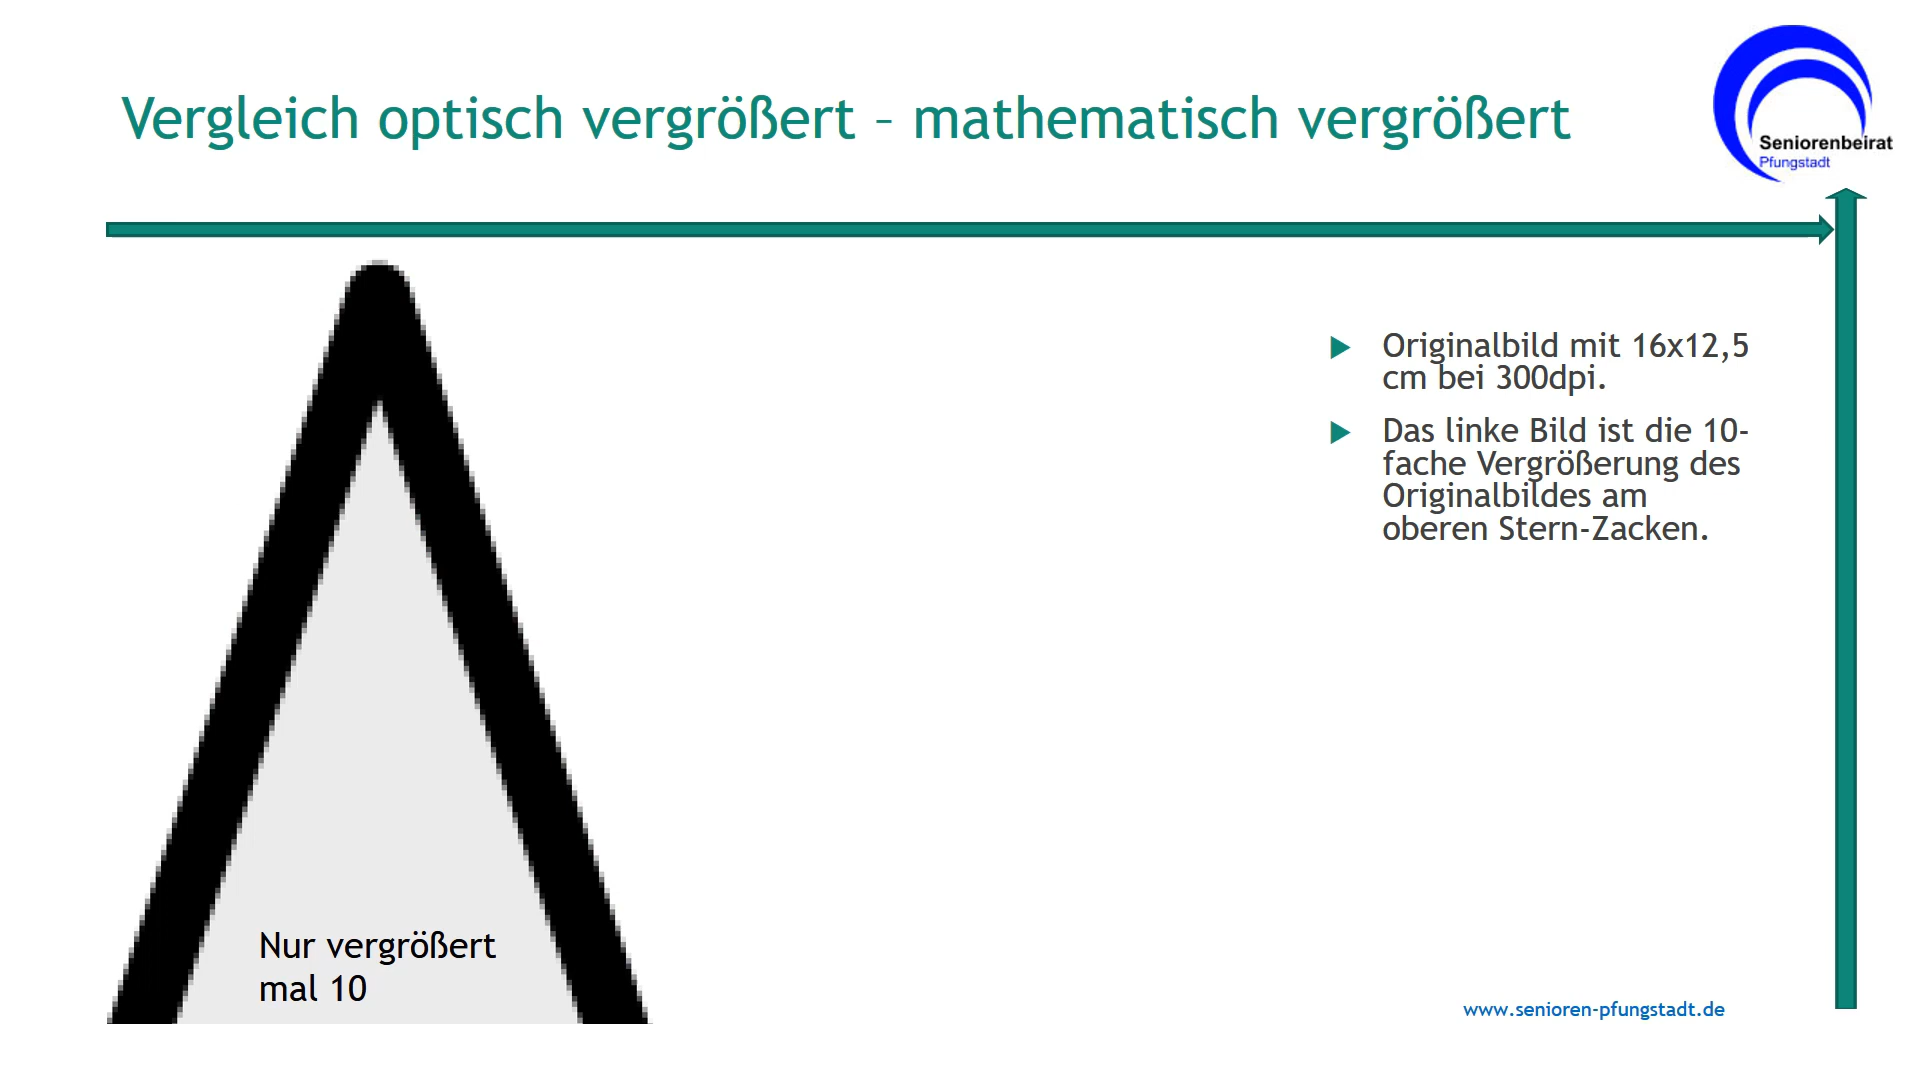 Vergleich optisch vergrößert – mathematisch vergrößert
Seniorenbeirat
Pfungstadt
Originalbild mit 16x12,5
cm bei 300dpi.
Das linke Bild ist die 10-
fache Vergrößerung des
Originalbildes am
oberen Stern-Zacken.
Nur vergrößert
mal 10
www.senioren-pfungstadt.de